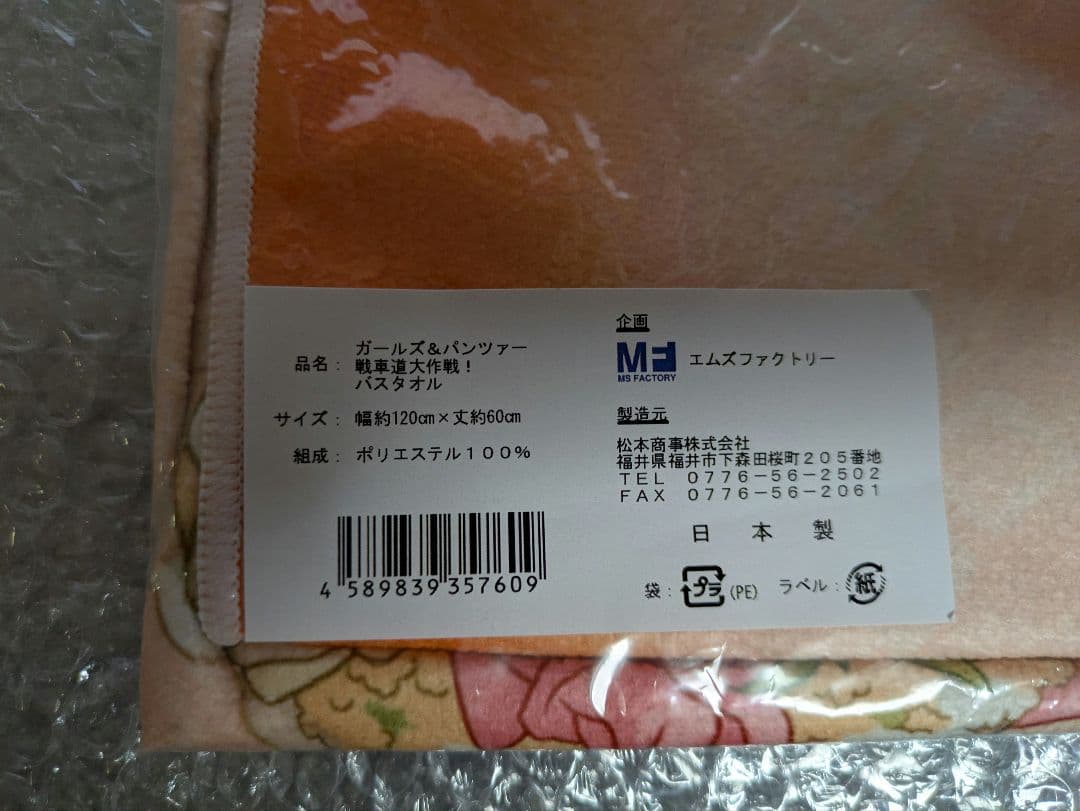 品名：
ガールズ＆パンツァー
戦車道大作戦！
バスタオル
サイズ： 幅約120㎝×丈約60㎝
組成： ポリエステル１００％
4 589839 357609
企画
MF エムズファクトリー
MS FACTORY
製造元
松本商事株式会社
福井県福井市下森田桜町２０５番地
ＴＥＬ ０７７６－５６－２５０２
ＦＡＸ ０７７６－５６－２０６１
日 本 製
袋： プラ (PE) ラベル： 紙